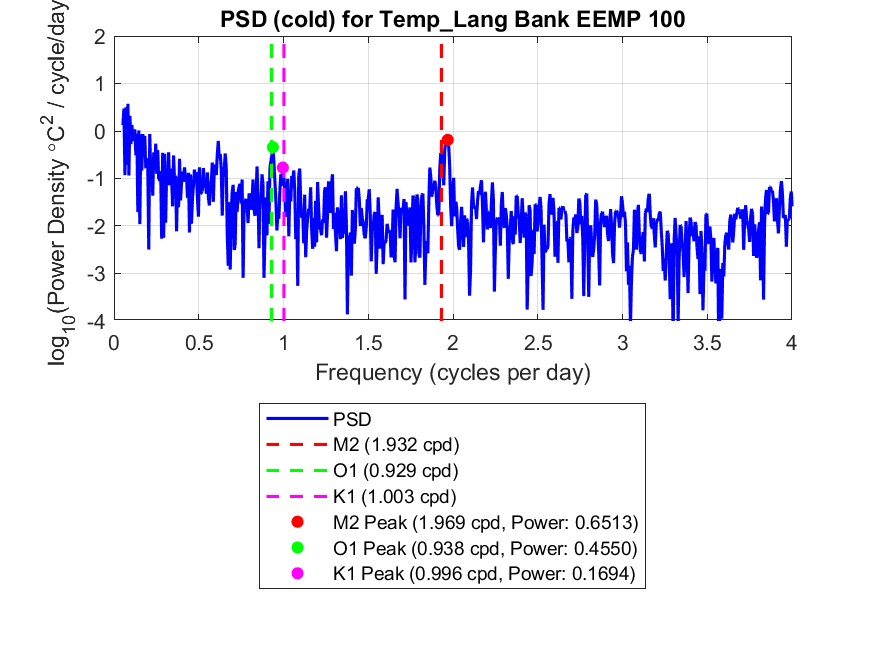 PSD (cold) for Temp_Lang Bank EEMP 100
log10(Power Density °C2 / cycle/day
2
1
0
-1
-2
-3
-4
0 0.5 1 1.5 2 2.5 3 3.5 4
Frequency (cycles per day)
PSD
M2 (1.932 cpd)
O1 (0.929 cpd)
K1 (1.003 cpd)
M2 Peak (1.969 cpd, Power: 0.6513)
O1 Peak (0.938 cpd, Power: 0.4550)
K1 Peak (0.996 cpd, Power: 0.1694)